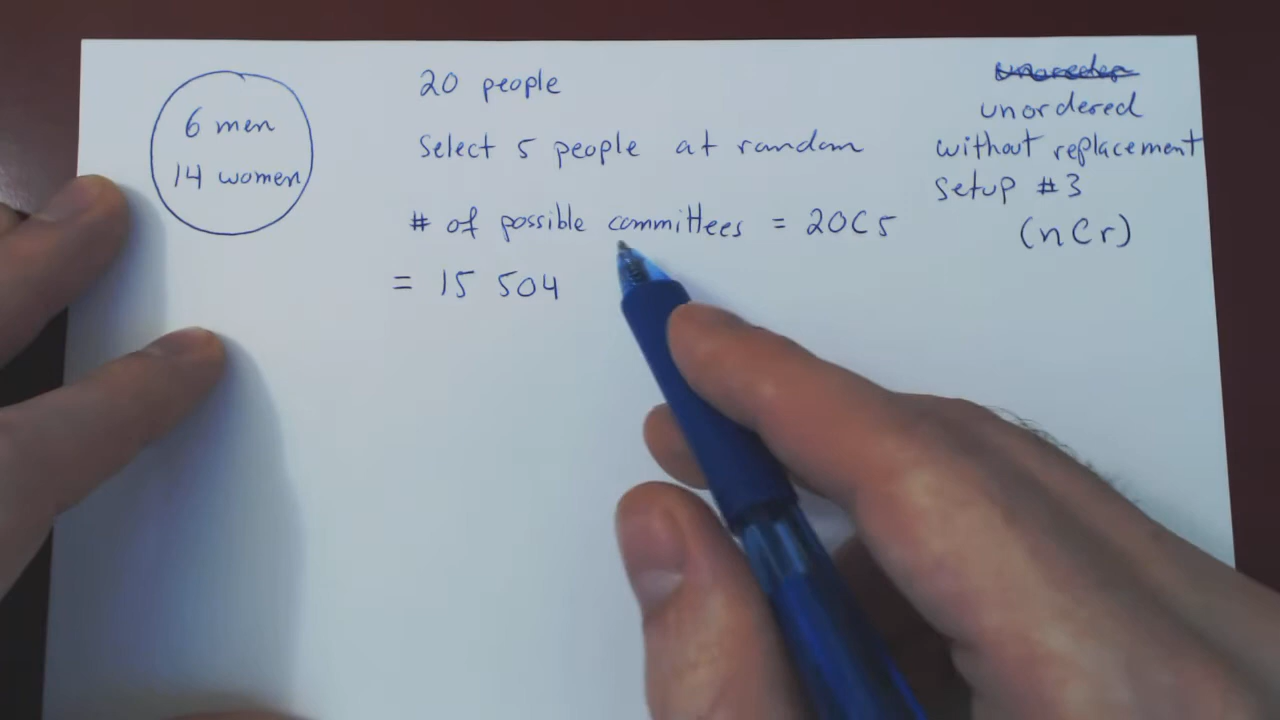 6 men
14 women
20 people
Select 5 people at random
# of possible committees = 20C5
= 15 504
unordered
without replacement
setup #3
(nCr)